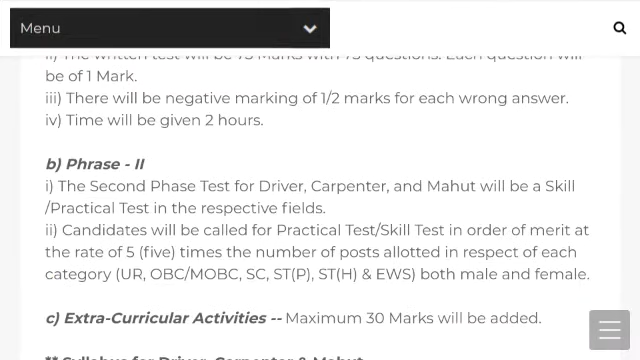 Menu
ii) The written test will be 75 Marks with 75 questions. Each question will
be of 1 Mark.
iii) There will be negative marking of 1/2 marks for each wrong answer.
iv) Time will be given 2 hours.
b) Phrase - II
i) The Second Phase Test for Driver, Carpenter, and Mahut will be a Skill
/Practical Test in the respective fields.
ii) Candidates will be called for Practical Test/Skill Test in order of merit at
the rate of 5 (five) times the number of posts allotted in respect of each
category (UR, OBC/MOBC, SC, ST(P), ST(H) & EWS) both male and female.
c) Extra-Curricular Activities -- Maximum 30 Marks will be added.
** Syllabus for Driver, Carpenter & Mahut